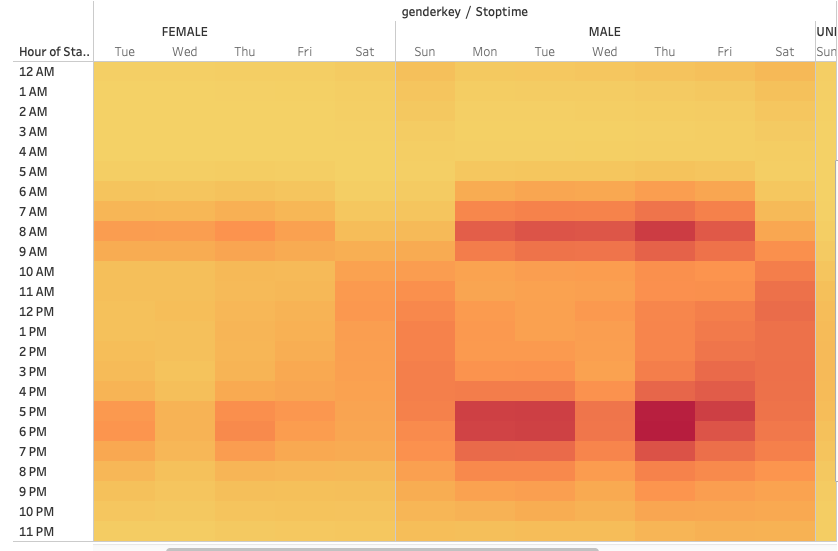 genderkey / Stoptime
FEMALE MALE UNI
Hour of Sta.. Tue Wed Thu Fri Sat Sun Mon Tue Wed Thu Fri Sat Sun
12 AM
1 AM
2 AM
3 AM
4 AM
5 AM
6 AM
7 AM
8 AM
9 AM
10 AM
11 AM
12 PM
1 PM
2 PM
3 PM
4 PM
5 PM
6 PM
7 PM
8 PM
9 PM
10 PM
11 PM